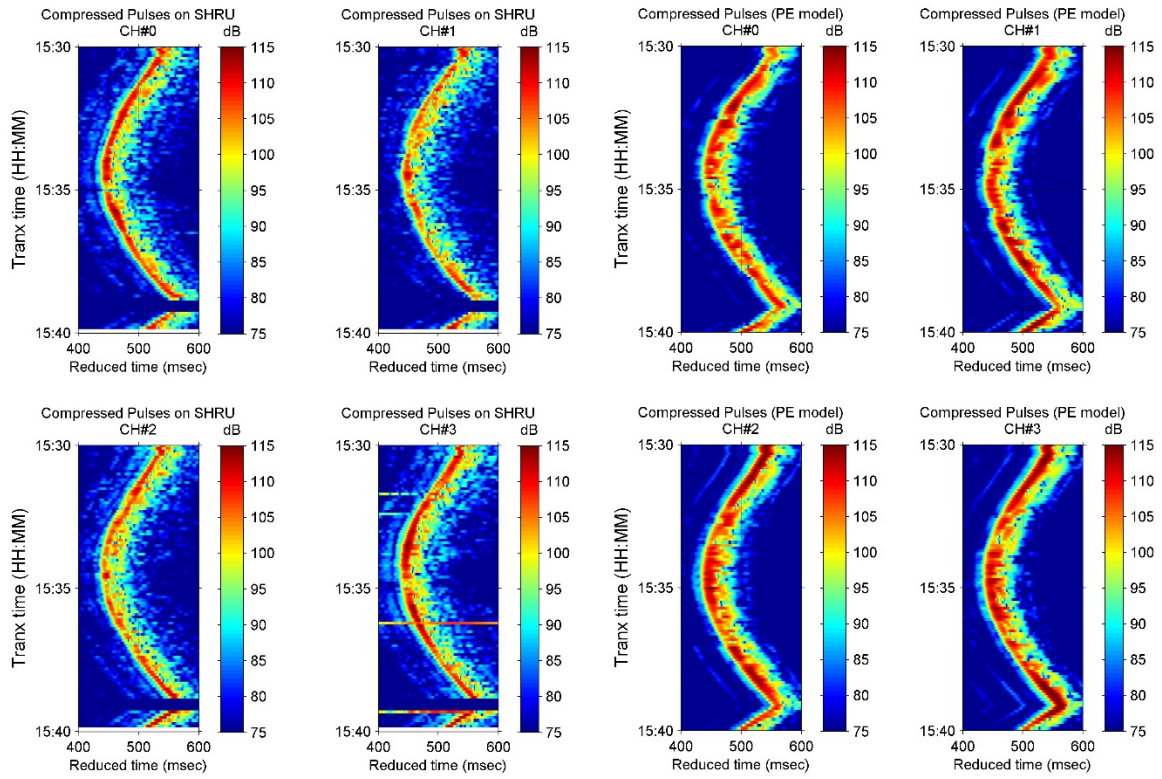 Compressed Pulses on SHRU
CH#0 dB
15:30
15:35
15:40
Tranx time (HH:MM)
400 500 600
Reduced time (msec)
115
110
105
100
95
90
85
80
75
Compressed Pulses on SHRU
CH#1 dB
15:30
15:35
15:40
400 500 600
Reduced time (msec)
115
110
105
100
95
90
85
80
75
Compressed Pulses (PE model)
CH#0 dB
15:30
15:35
15:40
Tranx time (HH:MM)
400 500 600
Reduced time (msec)
115
110
105
100
95
90
85
80
75
Compressed Pulses (PE model)
CH#1 dB
15:30
15:35
15:40
400 500 600
Reduced time (msec)
115
110
105
100
95
90
85
80
75
Compressed Pulses on SHRU
CH#2 dB
15:30
15:35
15:40
Tranx time (HH:MM)
400 500 600
Reduced time (msec)
115
110
105
100
95
90
85
80
75
Compressed Pulses on SHRU
CH#3 dB
15:30
15:35
15:40
400 500 600
Reduced time (msec)
115
110
105
100
95
90
85
80
75
Compressed Pulses (PE model)
CH#2 dB
15:30
15:35
15:40
Tranx time (HH:MM)
400 500 600
Reduced time (msec)
115
110
105
100
95
90
85
80
75
Compressed Pulses (PE model)
CH#3 dB
15:30
15:35
15:40
400 500 600
Reduced time (msec)
115
110
105
100
95
90
85
80
75